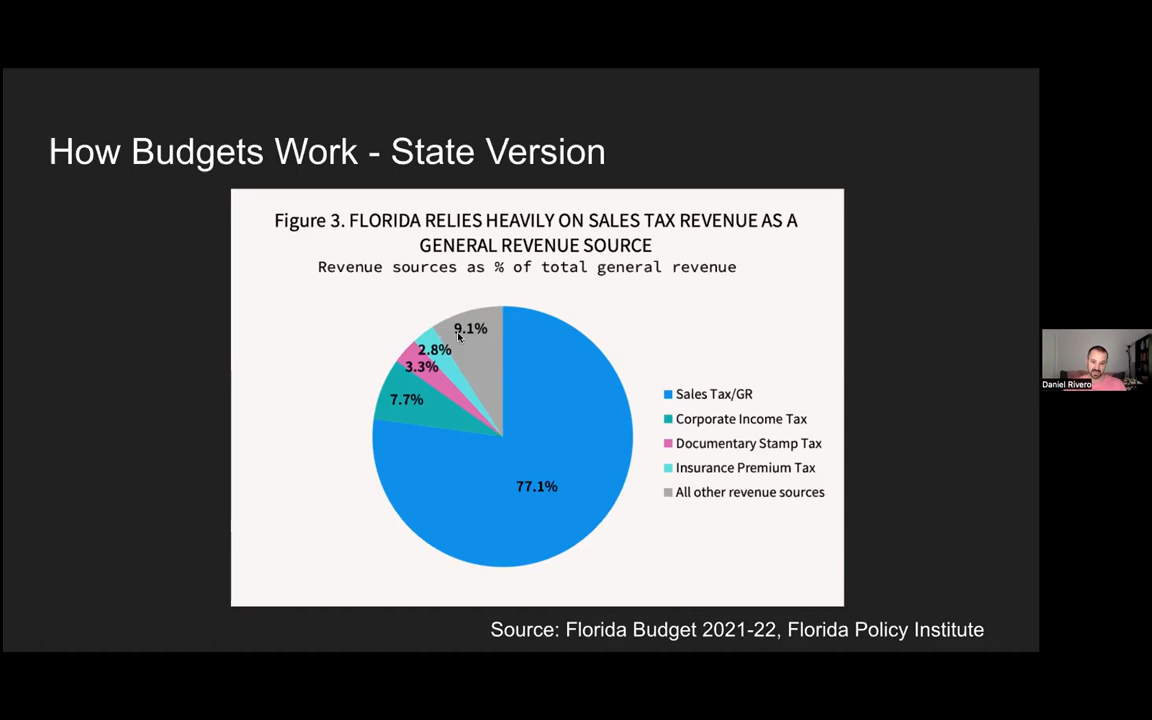 How Budgets Work - State Version
Figure 3. FLORIDA RELIES HEAVILY ON SALES TAX REVENUE AS A
GENERAL REVENUE SOURCE
Revenue sources as % of total general revenue
9.1%
2.8%
3.3%
7.7%
77.1%
Sales Tax/GR
Corporate Income Tax
Documentary Stamp Tax
Insurance Premium Tax
All other revenue sources
Source: Florida Budget 2021-22, Florida Policy Institute
Daniel Rivero